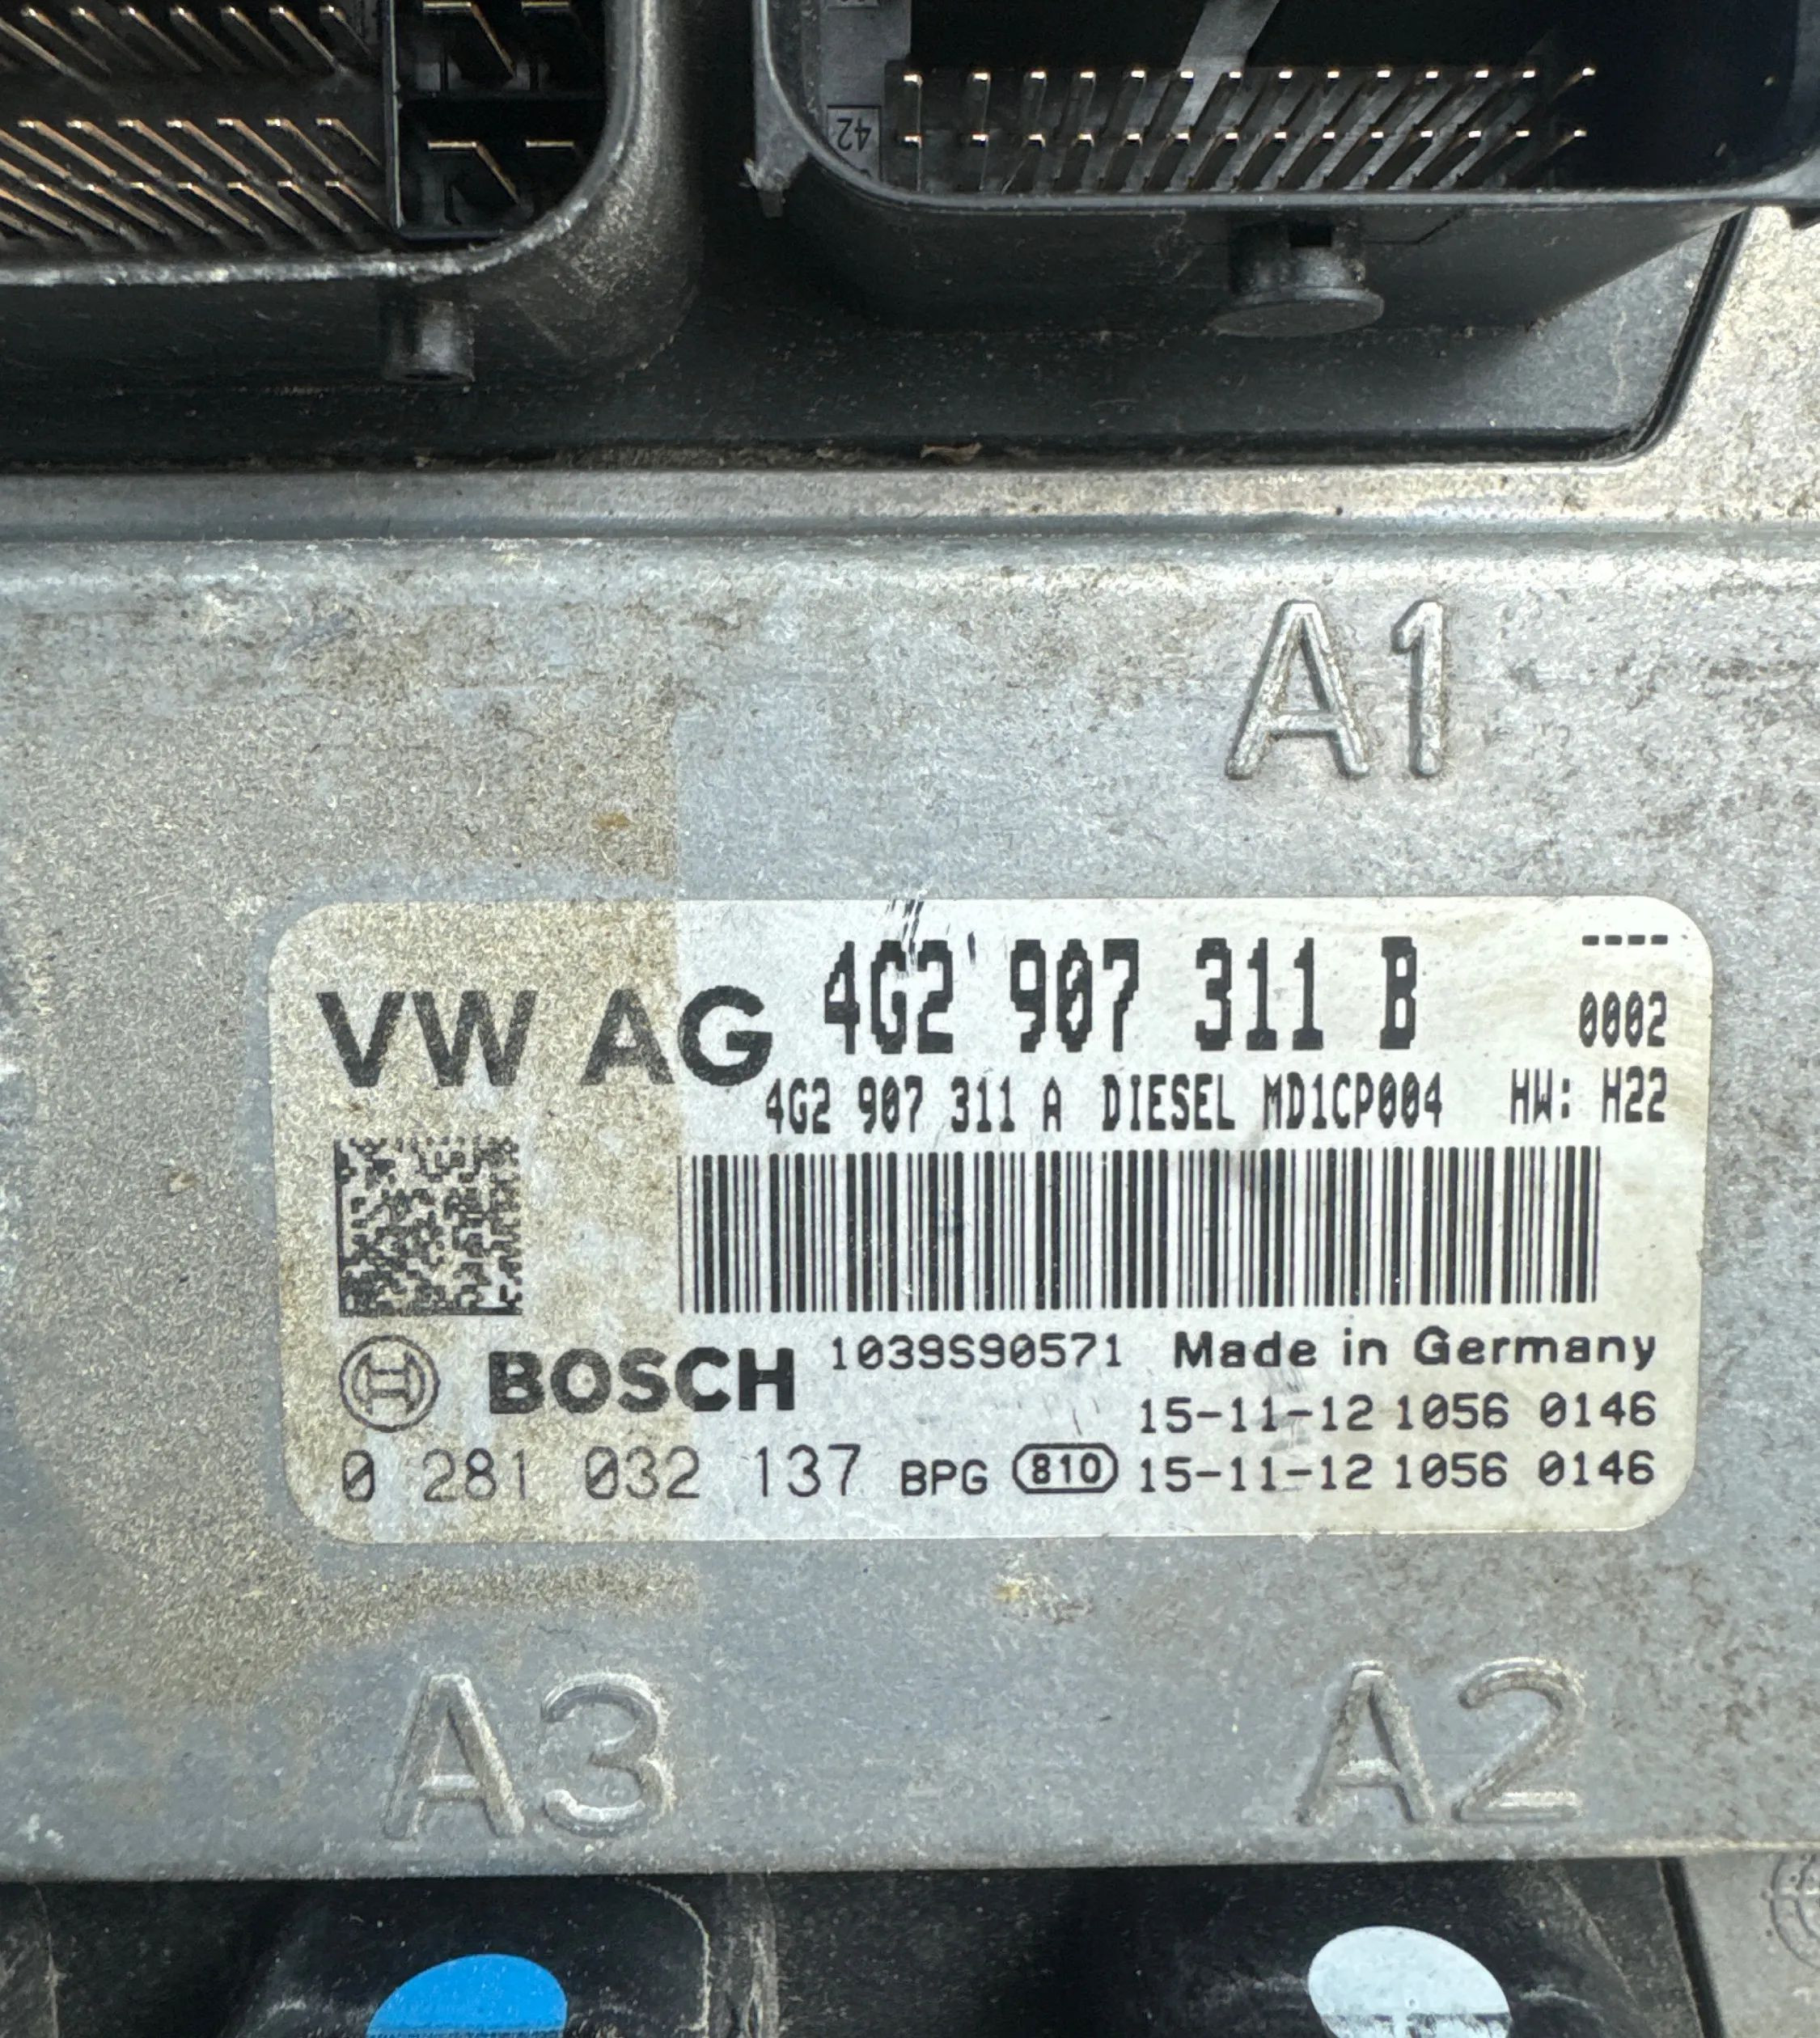 42
A1
VW AG 4G2 907 311 B ----
0002
4G2 907 311 A DIESEL MD1CP004 HW: H22
BOSCH 1039S90571 Made in Germany
15-11-12 1056 0146
0 281 032 137 BPG 810 15-11-12 1056 0146
A3 A2